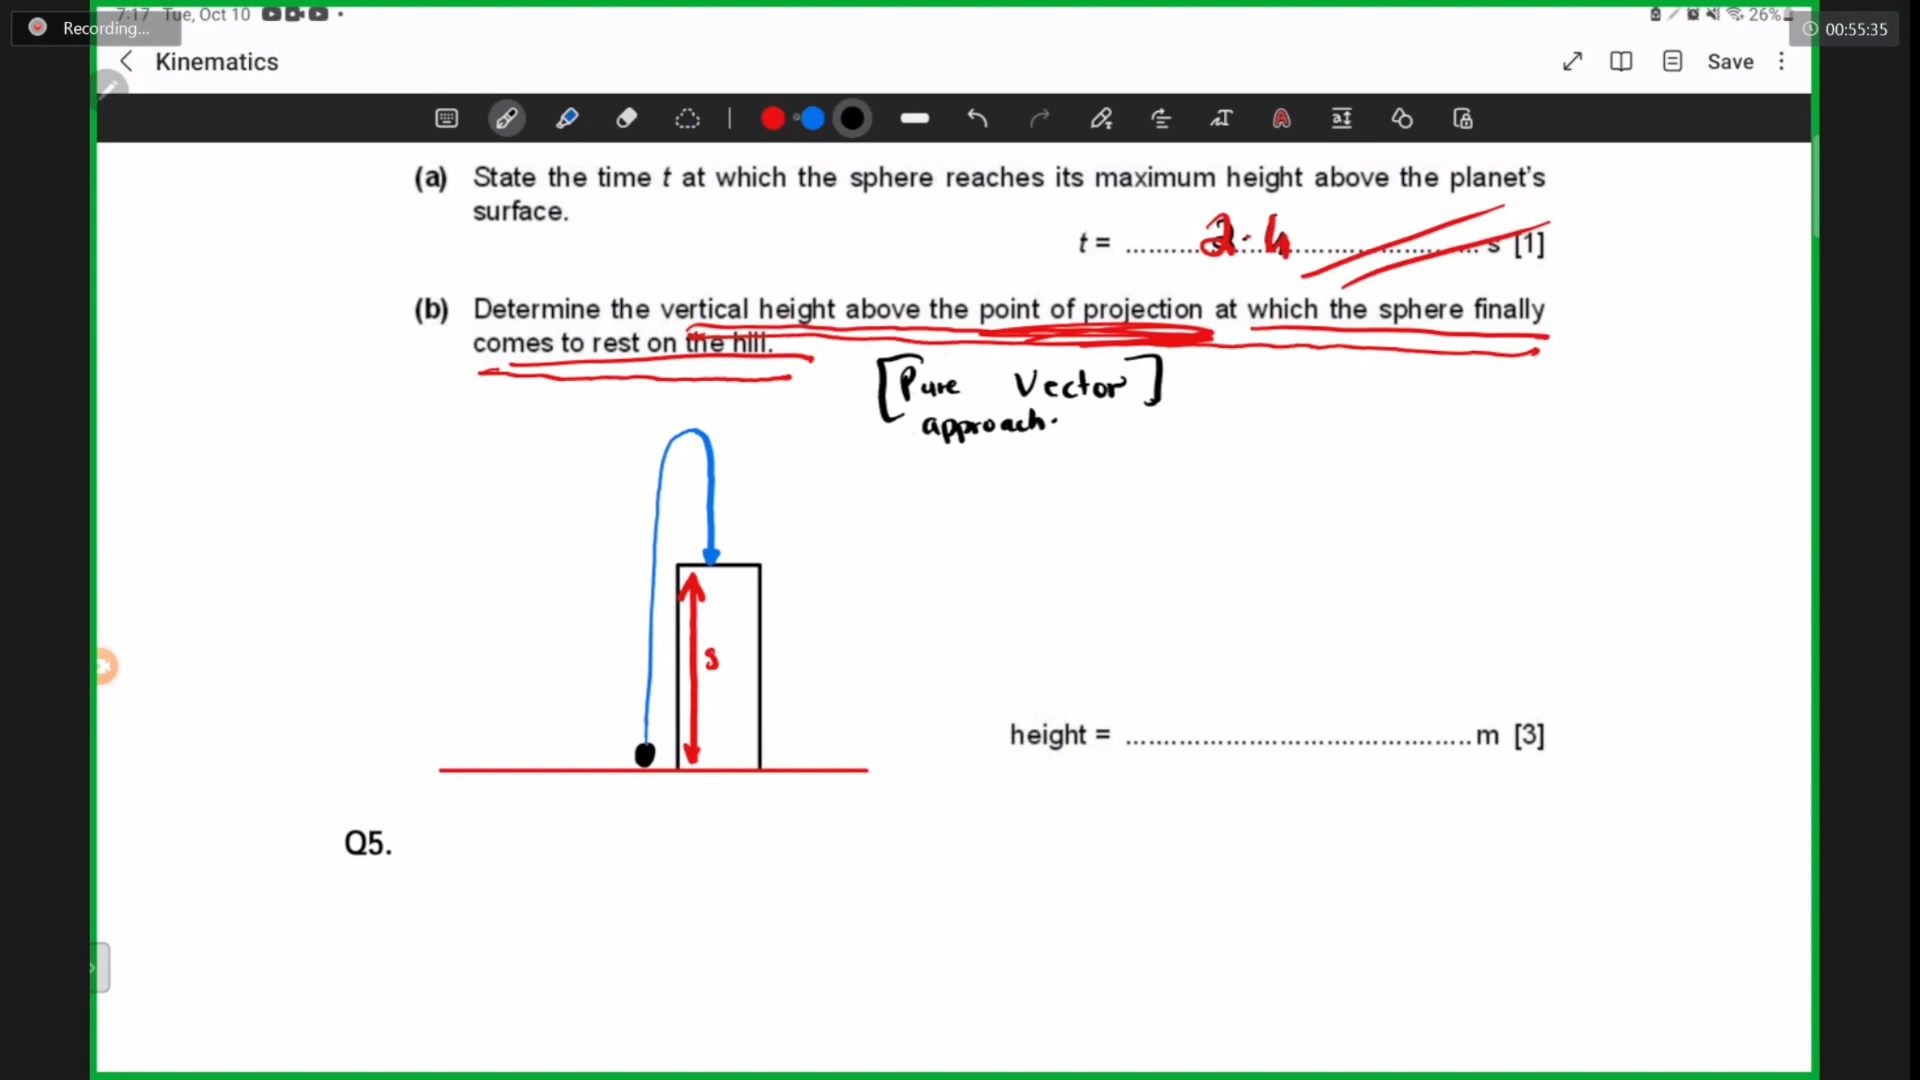 7:17 Tue, Oct 10
26%
Recording...
00:55:35
Kinematics
Save
(a) State the time t at which the sphere reaches its maximum height above the planet's
surface.
t = .......... 2.4 .......... s [1]
(b) Determine the vertical height above the point of projection at which the sphere finally
comes to rest on the hill.
[Pure Vector]
approach.
s
height = .......................................... m [3]
Q5.